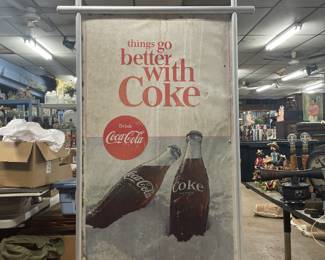 things go
better
with
Coke
Drink
Coca-Cola
Coca-Cola
Coke